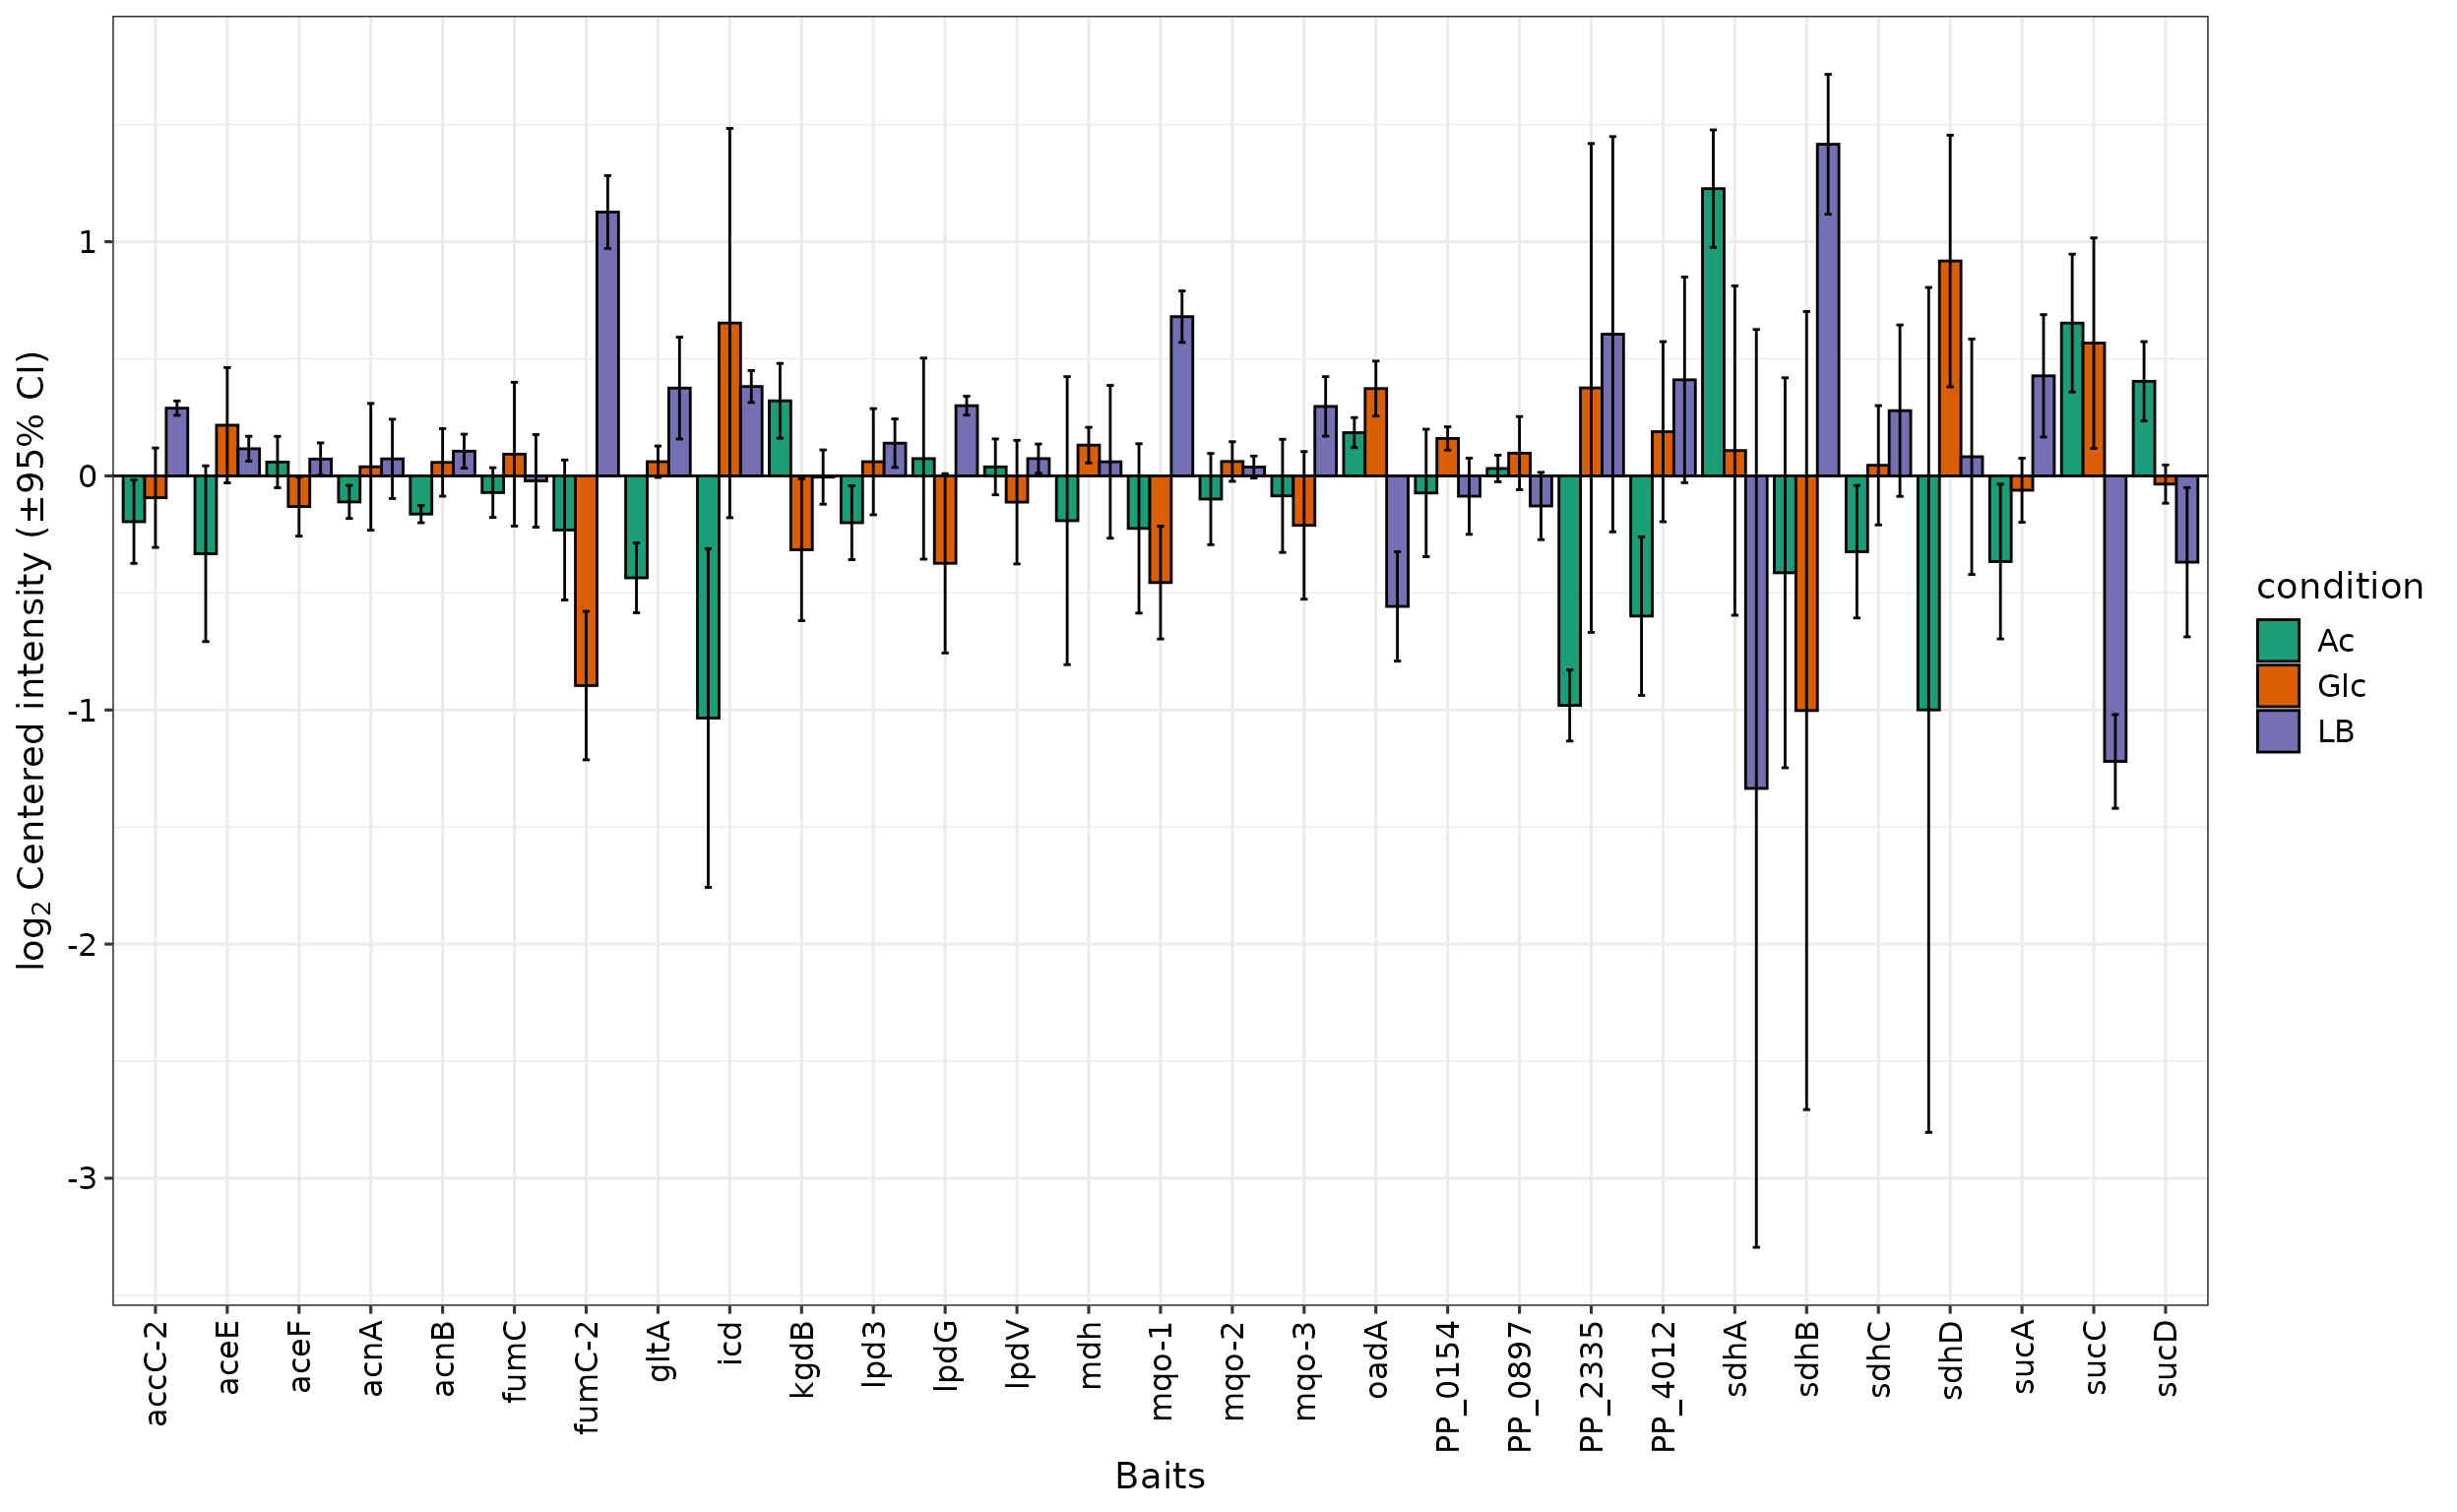 log2 Centered intensity (±95% CI)
1
0
-1
-2
-3
accC-2
aceE
aceF
acnA
acnB
fumC
fumC-2
gltA
icd
kgdB
lpd3
lpdG
lpdV
mdh
mqo-1
mqo-2
mqo-3
oadA
PP_0154
PP_0897
PP_2335
PP_4012
sdhA
sdhB
sdhC
sdhD
sucA
sucC
sucD
Baits
condition
Ac
Glc
LB